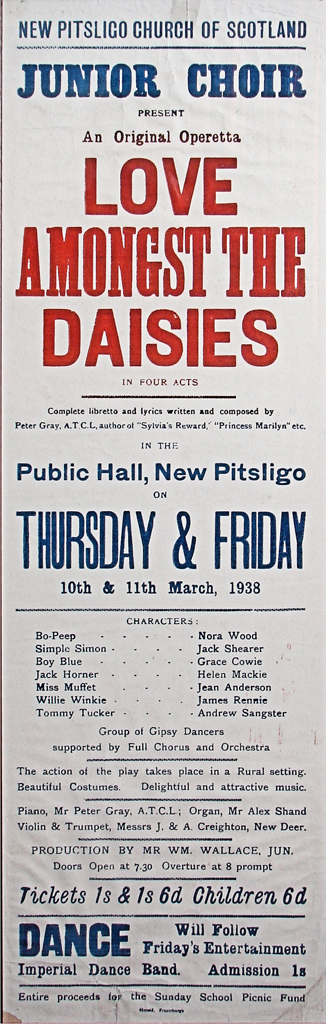 NEW PITSLIGO CHURCH OF SCOTLAND
JUNIOR CHOIR
PRESENT
An Original Operetta
LOVE
AMONGST THE
DAISIES
IN FOUR ACTS
Complete libretto and lyrics written and composed by
Peter Gray, A.T.C.L, author of "Sylvia's Reward," "Princess Marilyn" etc.
IN THE
Public Hall, New Pitsligo
ON
THURSDAY & FRIDAY
10th & 11th March, 1938
CHARACTERS:
Bo-Peep - - - - - Nora Wood
Simple Simon - - - - Jack Shearer
Boy Blue - - - - Grace Cowie
Jack Horner - - - - Helen Mackie
Miss Muffet - - - - Jean Anderson
Willie Winkie - - - - James Rennie
Tommy Tucker - - - - Andrew Sangster
Group of Gipsy Dancers
supported by Full Chorus and Orchestra
The action of the play takes place in a Rural setting.
Beautiful Costumes. Delightful and attractive music.
Piano, Mr Peter Gray, A.T.C.L.; Organ, Mr Alex Shand
Violin & Trumpet, Messrs J. & A. Creighton, New Deer.
PRODUCTION BY MR WM. WALLACE, JUN.
Doors Open at 7.30 Overture at 8 prompt
Tickets 1s & 1s 6d Children 6d
DANCE Will Follow
Friday's Entertainment
Imperial Dance Band. Admission 1s
Entire proceeds for the Sunday School Picnic Fund
Herald, Fraserburgh